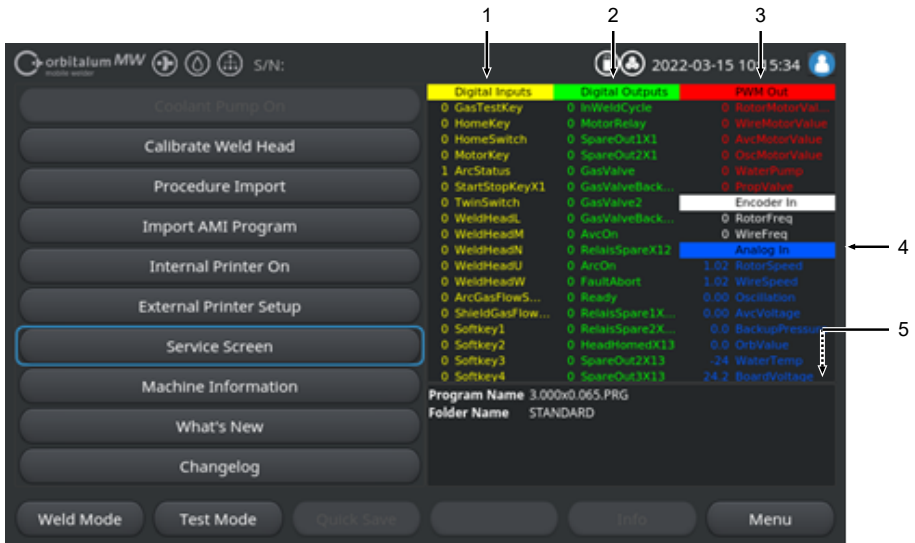 1 2 3
orbitalum MW S/N: 2022-03-15 10:15:34
mobile welder
Coolant Pump On
Calibrate Weld Head
Procedure Import
Import AMI Program
Internal Printer On
External Printer Setup
Service Screen
Machine Information
What's New
Changelog
Digital Inputs
0 GasTestKey
0 HomeKey
0 HomeSwitch
0 MotorKey
1 ArcStatus
0 StartStopKeyX1
0 TwinSwitch
0 WeldHeadL
0 WeldHeadM
0 WeldHeadN
0 WeldHeadU
0 WeldHeadW
0 ArcGasFlowS...
0 ShieldGasFlow...
0 Softkey1
0 Softkey2
0 Softkey3
0 Softkey4
Digital Outputs
0 InWeldCycle
0 MotorRelay
0 SpareOut1X1
0 SpareOut2X1
0 GasValve
0 GasValveBack...
0 GasValve2
0 GasValveBack...
0 AvcOn
0 RelaisSpareX12
0 ArcOn
0 FaultAbort
0 Ready
0 RelaisSpare1X...
0 RelaisSpare2X...
0 HeadHomedX13
0 SpareOut2X13
0 SpareOut3X13
PWM Out
0 RotorMotorVal...
0 WireMotorValue
0 AvcMotorValue
0 OscMotorValue
0 WaterPump
0 PropValve
Encoder In
0 RotorFreq
0 WireFreq
Analog In
1.02 RotorSpeed
1.02 WireSpeed
0.00 Oscillation
0.00 AvcVoltage
0.0 BackupPressure
0.0 OrbValue
-24 WaterTemp
24.2 BoardVoltage
4
5
Program Name 3.000x0.065.PRG
Folder Name STANDARD
Weld Mode Test Mode Quick Save Info Menu